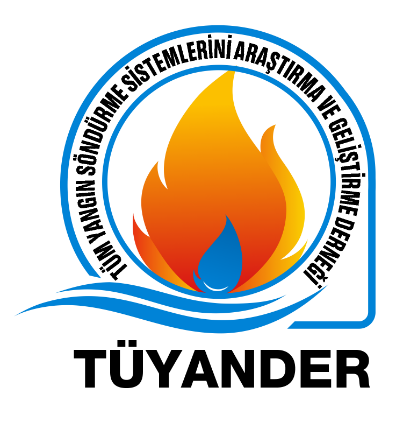 TÜM YANGIN SÖNDÜRME SİSTEMLERİNİ ARAŞTIRMA VE GELİŞTİRME DERNEĞİ
TÜYANDER